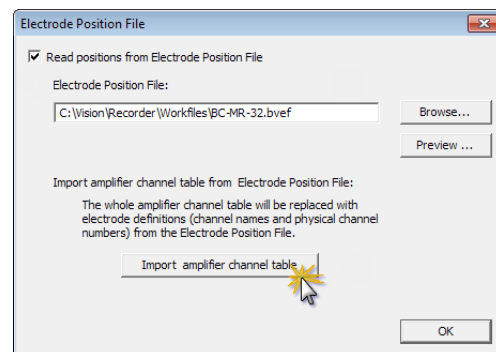 Electrode Position File
Read positions from Electrode Position File
Electrode Position File:
C:\Vision\Recorder\Workfiles\BC-MR-32.bvef
Browse...
Preview ...
Import amplifier channel table from Electrode Position File:
The whole amplifier channel table will be replaced with
electrode definitions (channel names and physical channel
numbers) from the Electrode Position File.
Import amplifier channel table
OK